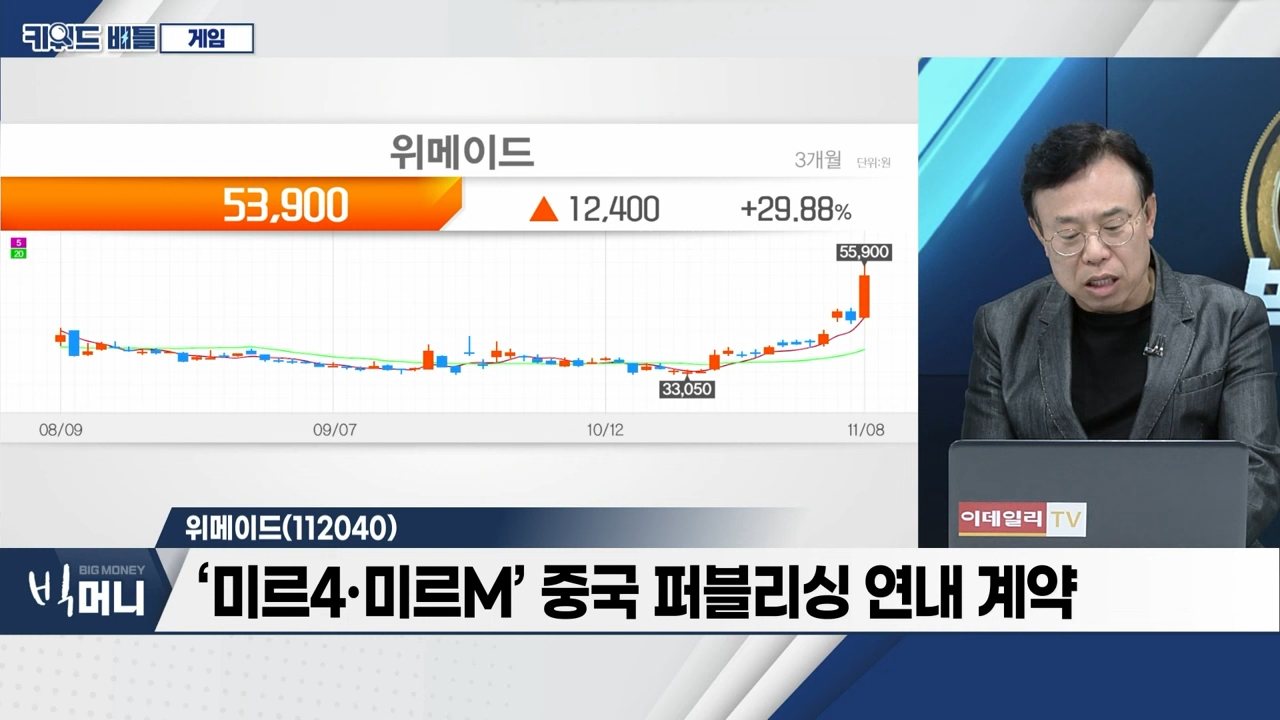 키워드 배틀 게임
위메이드
3개월 단위:원
53,900 ▲ 12,400 +29.88%
5
20
55,900
33,050
08/09 09/07 10/12 11/08
이데일리TV
위메이드(112040)
BIG MONEY
빅머니
‘미르4·미르M’ 중국 퍼블리싱 연내 계약